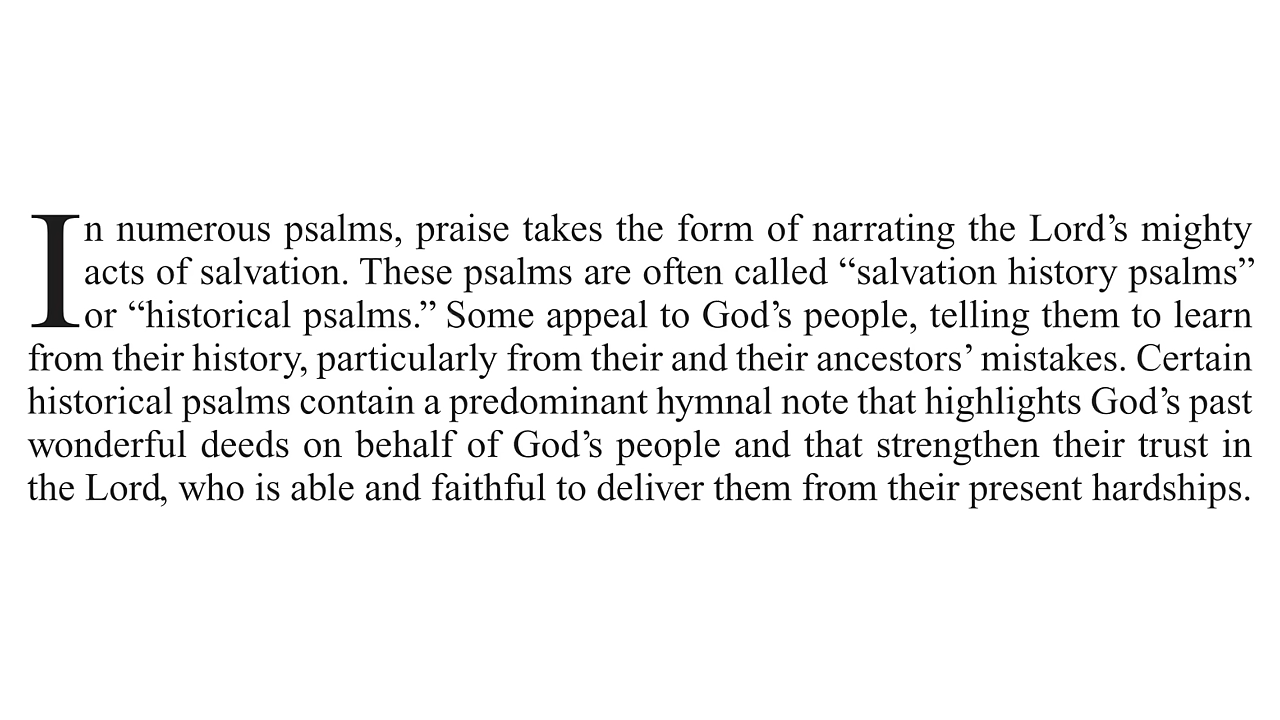 In numerous psalms, praise takes the form of narrating the Lord’s mighty
acts of salvation. These psalms are often called “salvation history psalms”
or “historical psalms.” Some appeal to God’s people, telling them to learn
from their history, particularly from their and their ancestors’ mistakes. Certain
historical psalms contain a predominant hymnal note that highlights God’s past
wonderful deeds on behalf of God’s people and that strengthen their trust in
the Lord, who is able and faithful to deliver them from their present hardships.